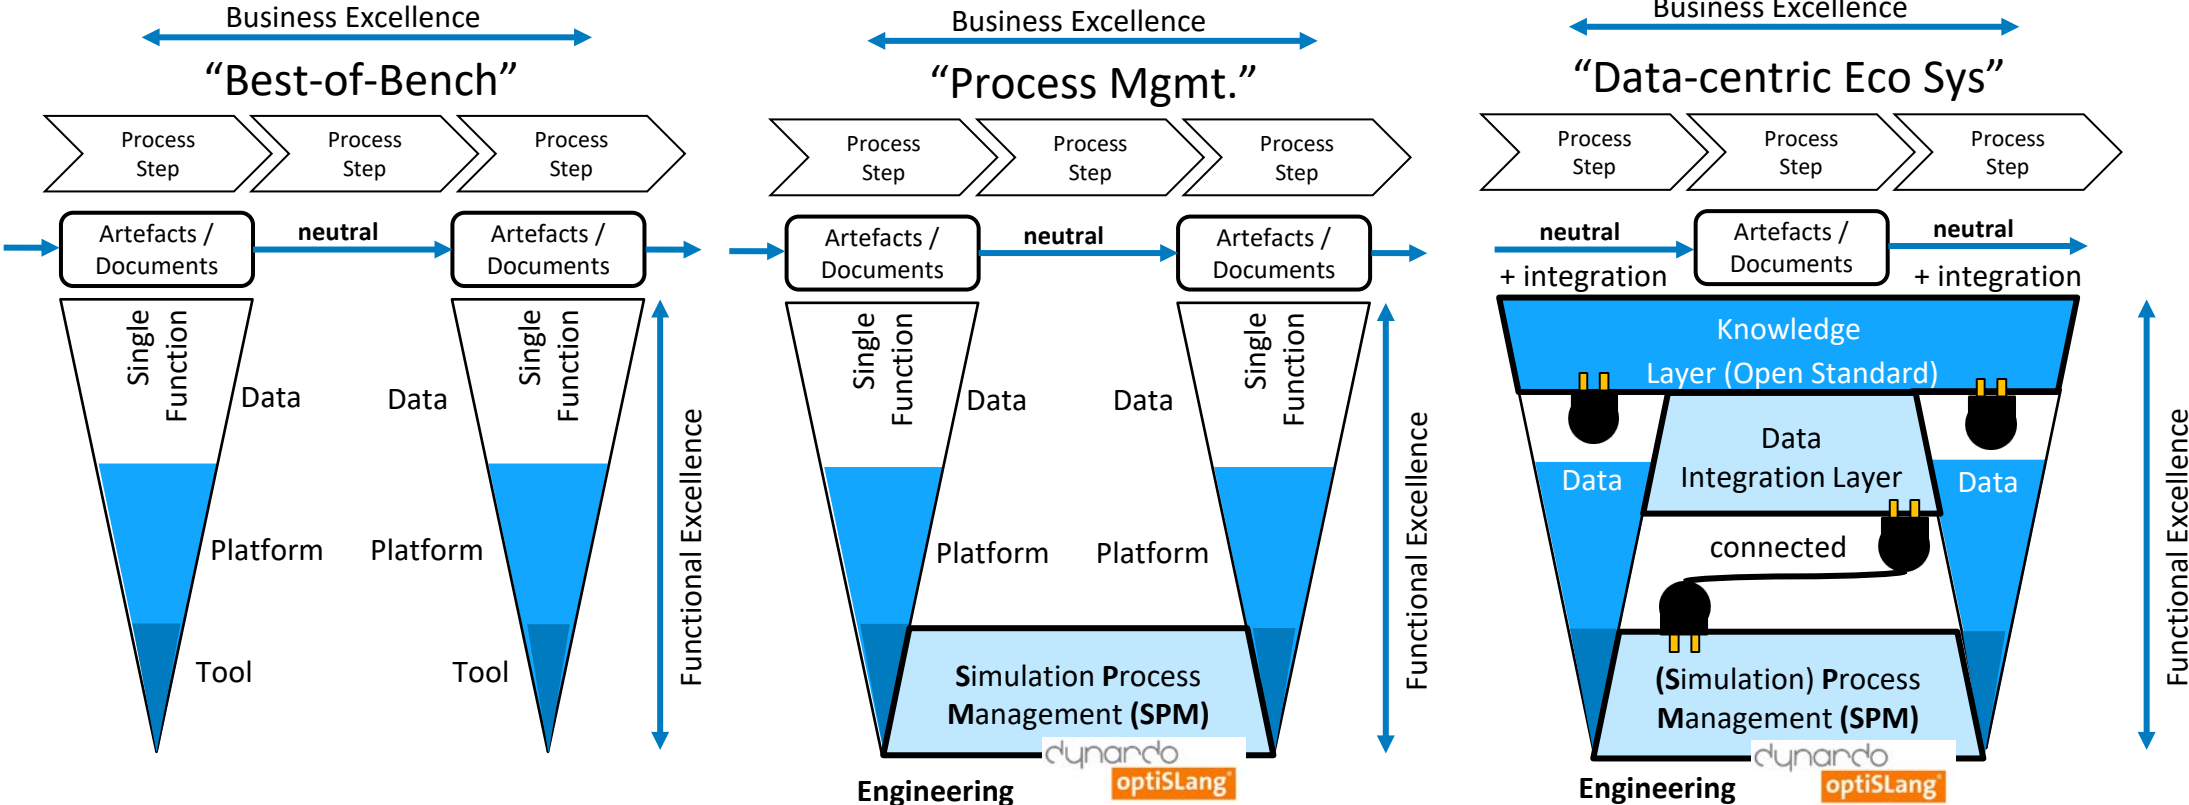 Business Excellence
“Best-of-Bench”
Process
Step
Process
Step
Process
Step
Artefacts /
Documents
neutral
Artefacts /
Documents
Single
Function
Data
Data
Single
Function
Platform
Platform
Tool
Tool
Functional Excellence
Business Excellence
“Process Mgmt.”
Process
Step
Process
Step
Process
Step
Artefacts /
Documents
neutral
Artefacts /
Documents
Single
Function
Data
Data
Single
Function
Platform
Platform
Simulation Process
Management (SPM)
dynardo
optiSLang
Engineering
Functional Excellence
Business Excellence
“Data-centric Eco Sys”
Process
Step
Process
Step
Process
Step
neutral
+ integration
Artefacts /
Documents
neutral
+ integration
Knowledge
Layer (Open Standard)
Data
Integration Layer
Data
Data
connected
(Simulation) Process
Management (SPM)
dynardo
optiSLang
Engineering
Functional Excellence